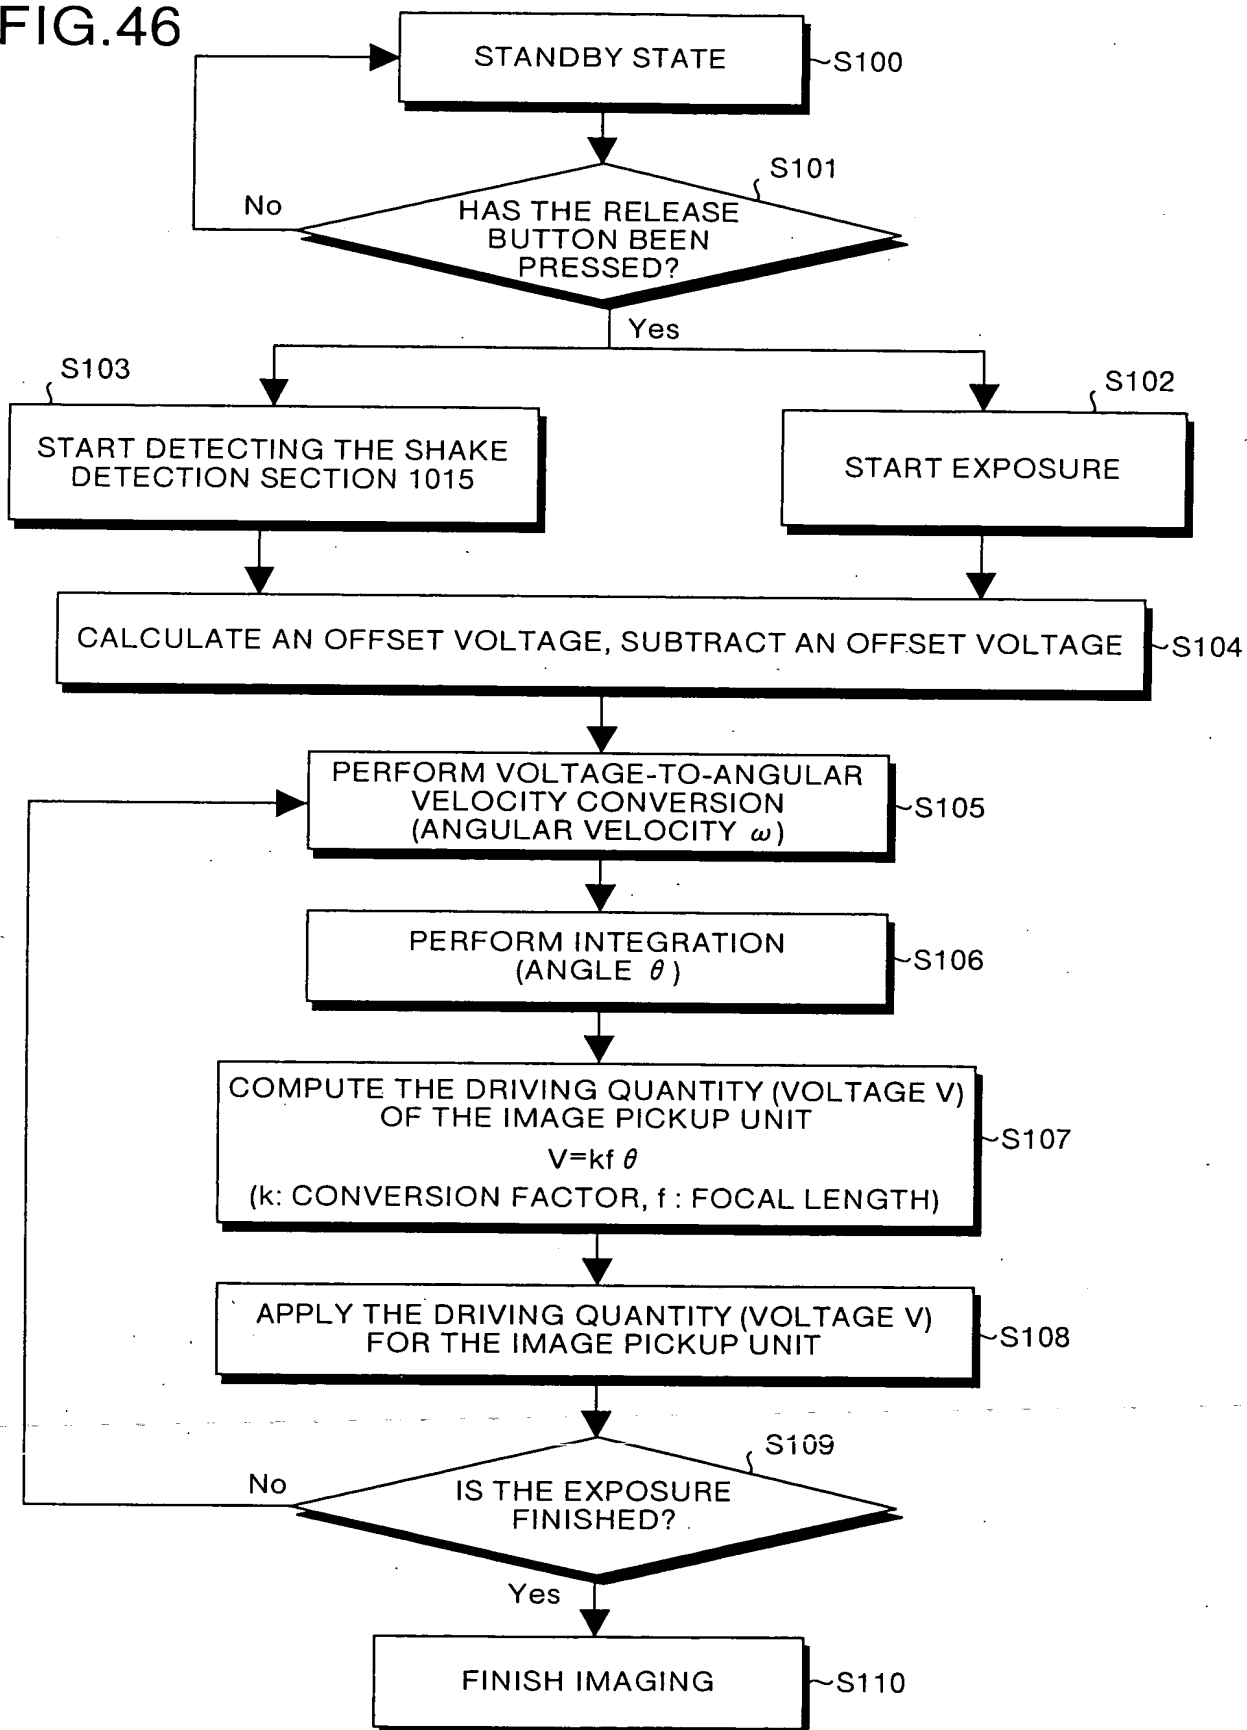 FIG.46
STANDBY STATE
S100
S101
No
HAS THE RELEASE
BUTTON BEEN
PRESSED?
Yes
S103
S102
START DETECTING THE SHAKE
DETECTION SECTION 1015
START EXPOSURE
CALCULATE AN OFFSET VOLTAGE, SUBTRACT AN OFFSET VOLTAGE
S104
PERFORM VOLTAGE-TO-ANGULAR
VELOCITY CONVERSION
(ANGULAR VELOCITY ω)
S105
PERFORM INTEGRATION
(ANGLE θ)
S106
COMPUTE THE DRIVING QUANTITY (VOLTAGE V)
OF THE IMAGE PICKUP UNIT
V=kf θ
(k: CONVERSION FACTOR, f : FOCAL LENGTH)
S107
APPLY THE DRIVING QUANTITY (VOLTAGE V)
FOR THE IMAGE PICKUP UNIT
S108
S109
No
IS THE EXPOSURE
FINISHED?
Yes
FINISH IMAGING
S110